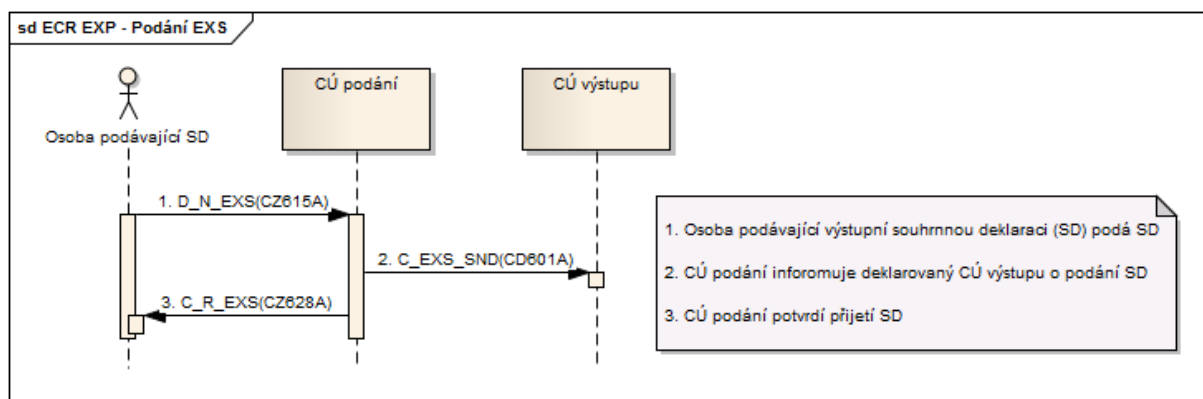 sd ECR EXP - Podání EXS
CÚ podání
CÚ výstupu
Osoba podávající SD
1. D_N_EXS(CZ615A)
2. C_EXS_SND(CD601A)
3. C_R_EXS(CZ628A)
1. Osoba podávající výstupní souhrnnou deklaraci (SD) podá SD
2. CÚ podání inforomuje deklarovaný CÚ výstupu o podání SD
3. CÚ podání potvrdí přijetí SD